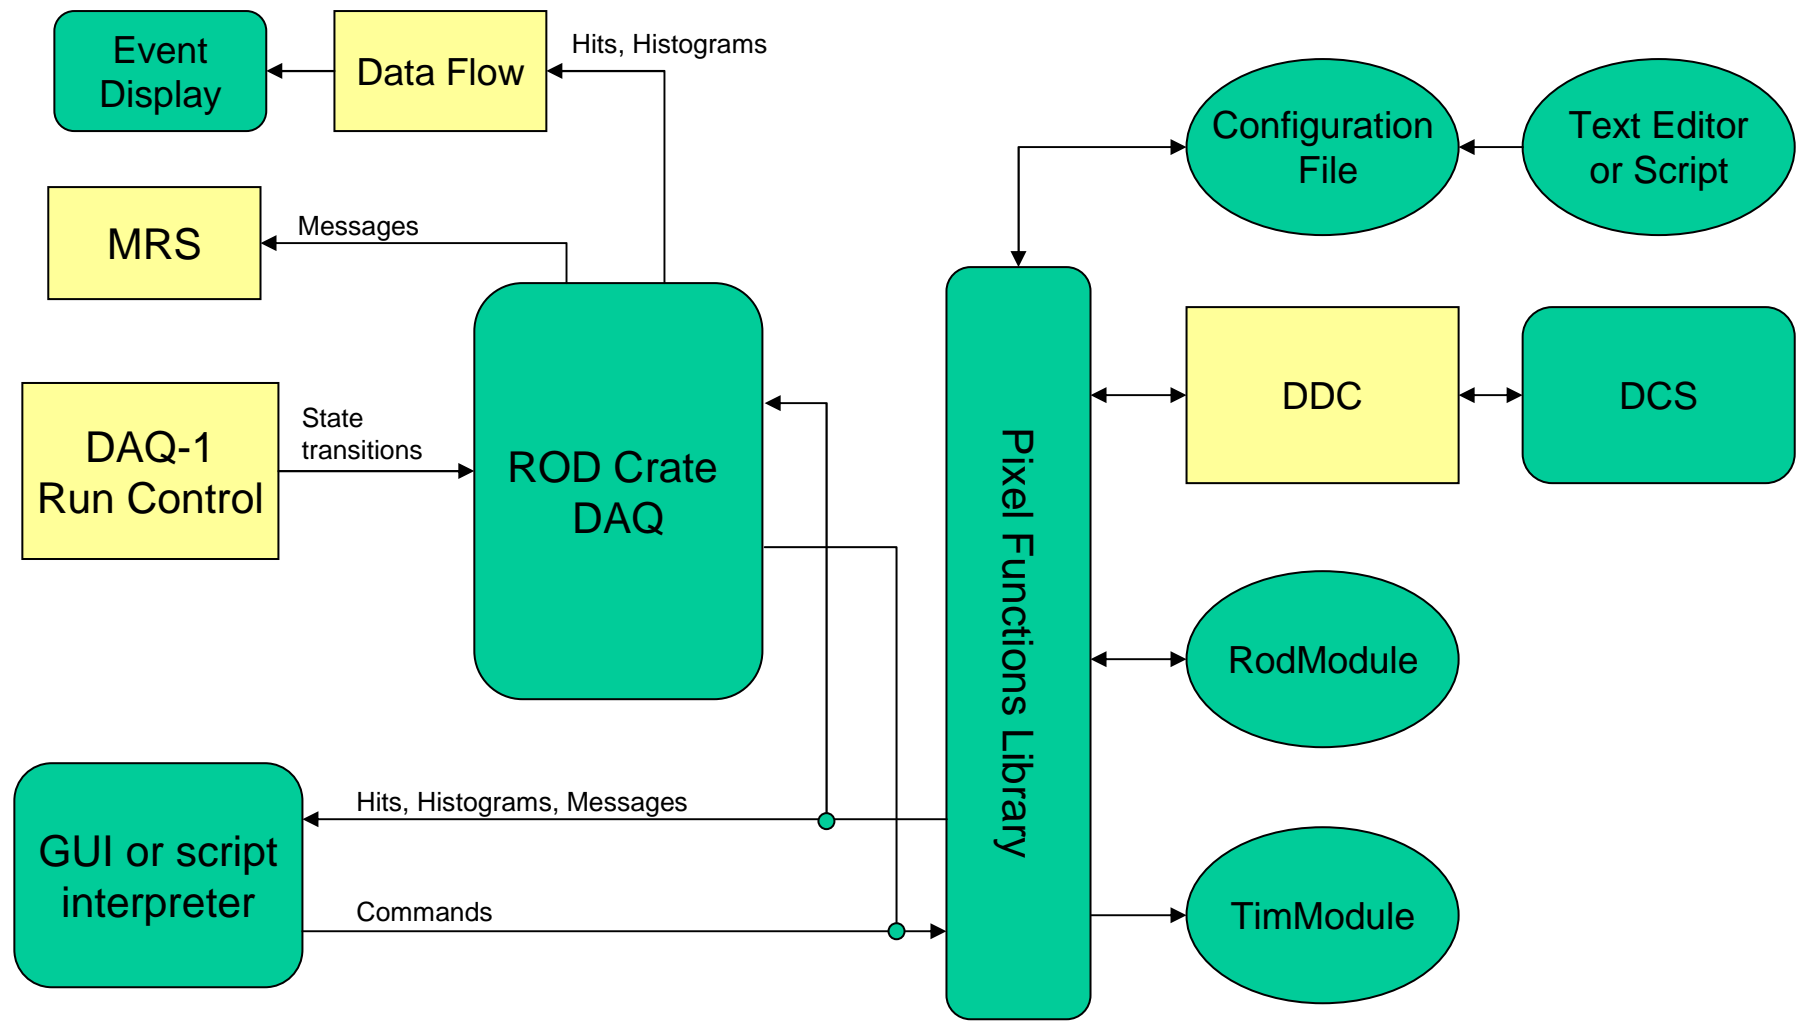 Event
Display
Data Flow
Hits, Histograms
Configuration
File
Text Editor
or Script
MRS
Messages
DAQ-1
Run Control
State
transitions
ROD Crate
DAQ
Pixel Functions Library
DDC
DCS
RodModule
GUI or script
interpreter
Hits, Histograms, Messages
Commands
TimModule